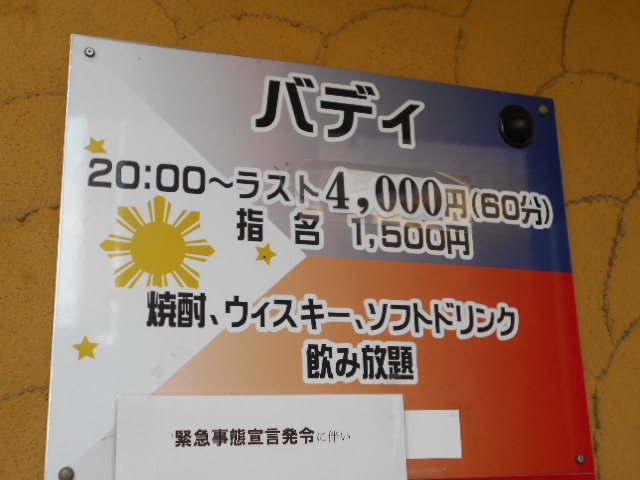 バディ
20:00～ラスト4,000円(60分)
指名 1,500円
焼酎、ウィスキー、ソフトドリンク
飲み放題
緊急事態宣言発令に伴い